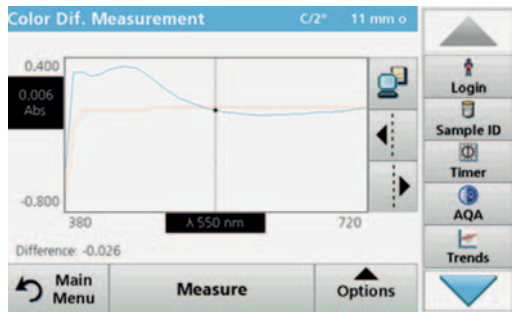 Color Dif. Measurement C/2° 11 mm o
0.400
0.006
Abs
-0.800
380 λ 550 nm 720
Difference: -0.026
Main
Menu
Measure
Options
Login
Sample ID
Timer
AQA
Trends